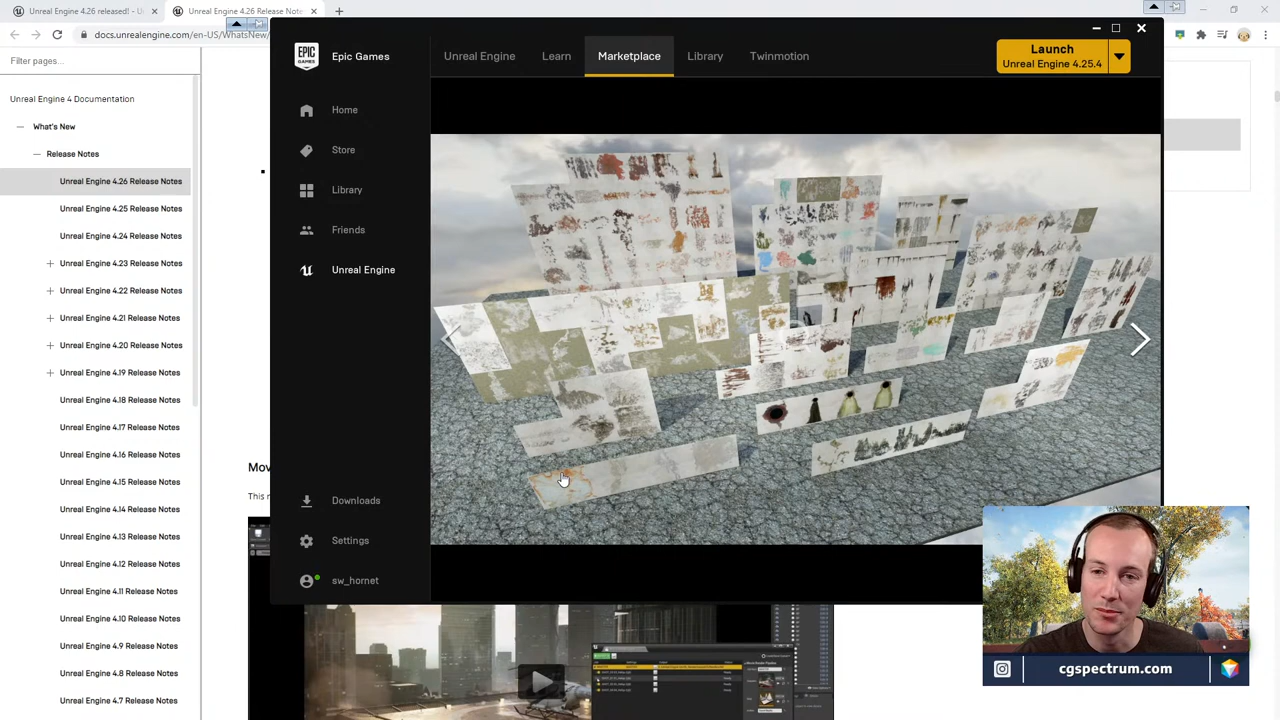 Unreal Engine 4.26 released! - Un
Unreal Engine 4.26 Release Note
docs.unrealengine.com/en-US/WhatsNew/
Filter pages...
Unreal Engine 4 Documentation
What's New
Release Notes
Unreal Engine 4.26 Release Notes
Unreal Engine 4.25 Release Notes
Unreal Engine 4.24 Release Notes
Unreal Engine 4.23 Release Notes
Unreal Engine 4.22 Release Notes
Unreal Engine 4.21 Release Notes
Unreal Engine 4.20 Release Notes
Unreal Engine 4.19 Release Notes
Unreal Engine 4.18 Release Notes
Unreal Engine 4.17 Release Notes
Unreal Engine 4.16 Release Notes
Unreal Engine 4.15 Release Notes
Unreal Engine 4.14 Release Notes
Unreal Engine 4.13 Release Notes
Unreal Engine 4.12 Release Notes
Unreal Engine 4.11 Release Notes
Unreal Engine 4.10 Release Notes
Unreal Engine 4.9 Release Notes
Unreal Engine 4.8 Release Notes
Unreal Engine 4.7 Release Notes
Mov
This r
EPIC GAMES
Epic Games
Home
Store
Library
Friends
Unreal Engine
Downloads
Settings
sw_hornet
Unreal Engine
Learn
Marketplace
Library
Twinmotion
Launch
Unreal Engine 4.25.4
cgspectrum.com